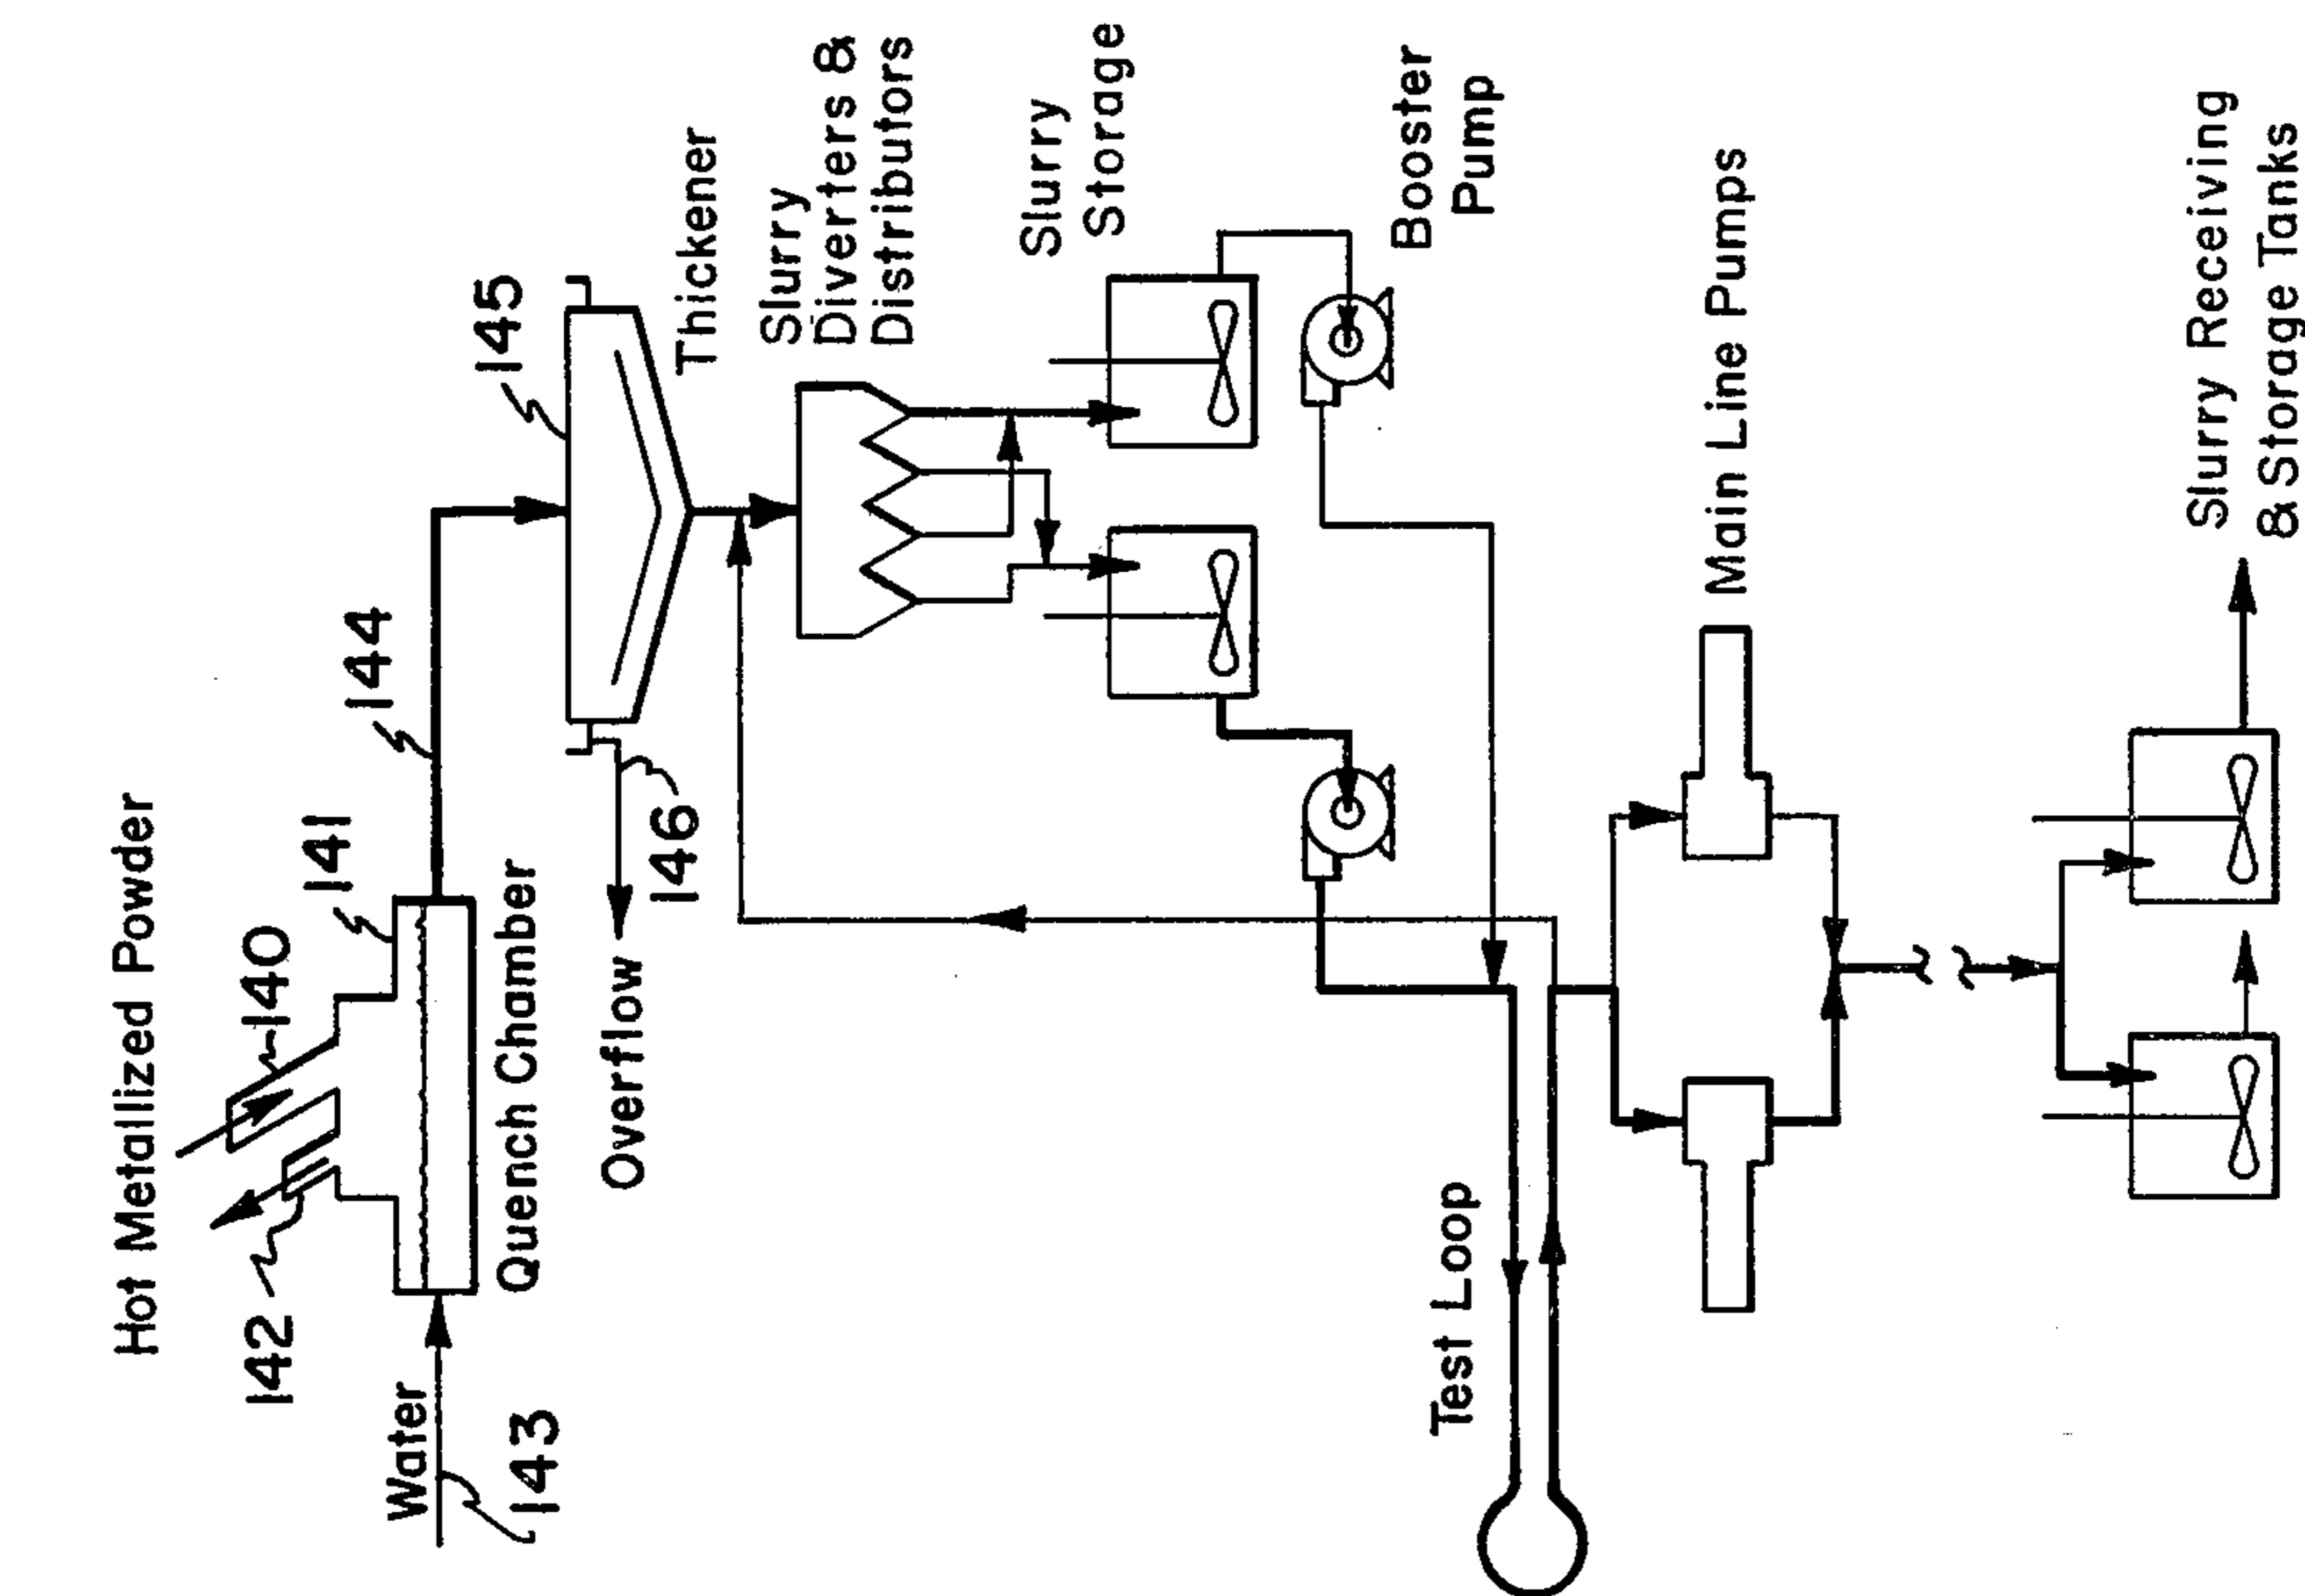 Hot Metallized Powder
142
140
141
144
145
Water
143
Quench Chamber
Overflow
146
Thickener
Slurry
Diverters &
Distributors
Slurry
Storage
Booster
Pump
Test Loop
Main Line Pumps
Slurry Receiving
& Storage Tanks